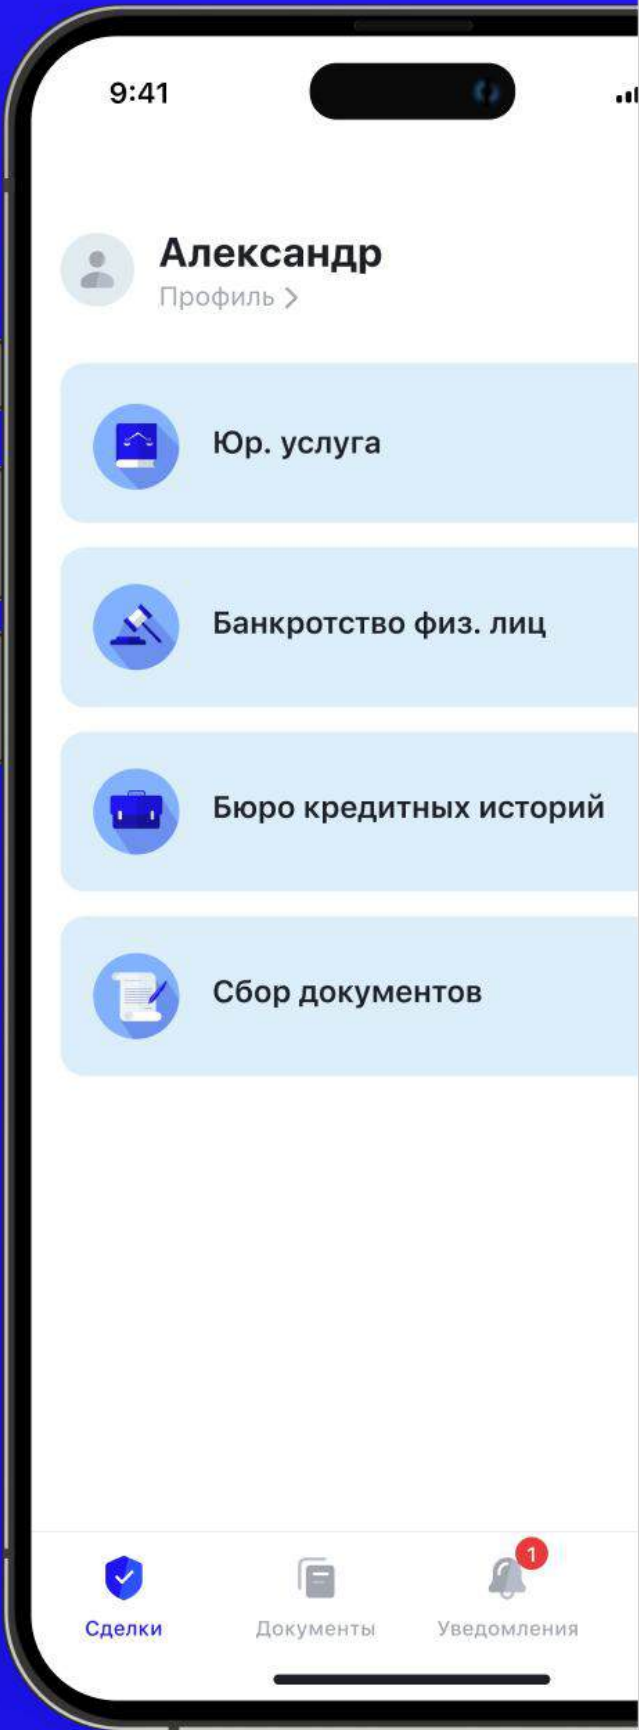 9:41
Александр
Профиль >
Юр. услуга
Банкротство физ. лиц
Бюро кредитных историй
Сбор документов
1
Сделки
Документы
Уведомления